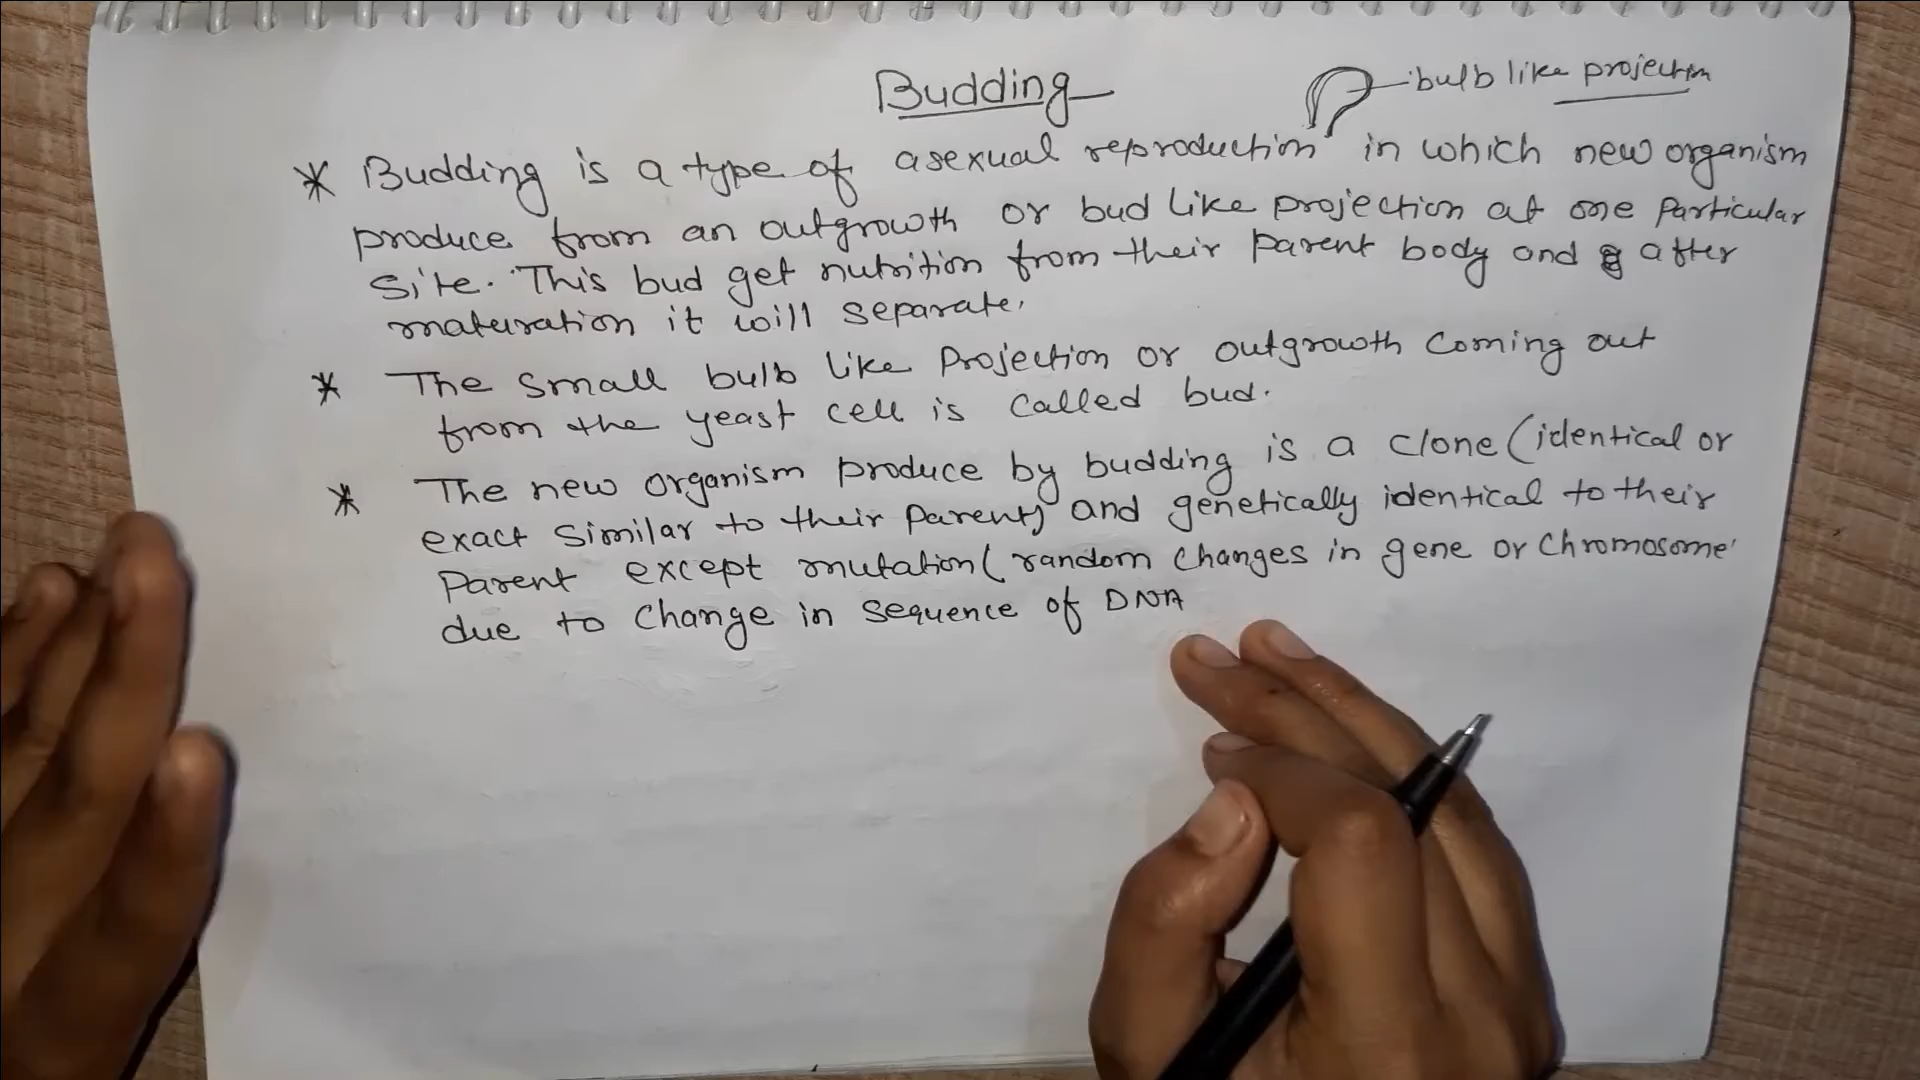 Budding
bulb like projection
* Budding is a type of asexual reproduction in which new organism
produce from an outgrowth or bud like projection at one particular
site. This bud get nutrition from their parent body and after
maturation it will separate.
* The small bulb like projection or outgrowth coming out
from the yeast cell is called bud.
* The new organism produce by budding is a clone (identical or
exact similar to their parent) and genetically identical to their
parent except mutation ( random changes in gene or chromosome
due to change in sequence of DNA